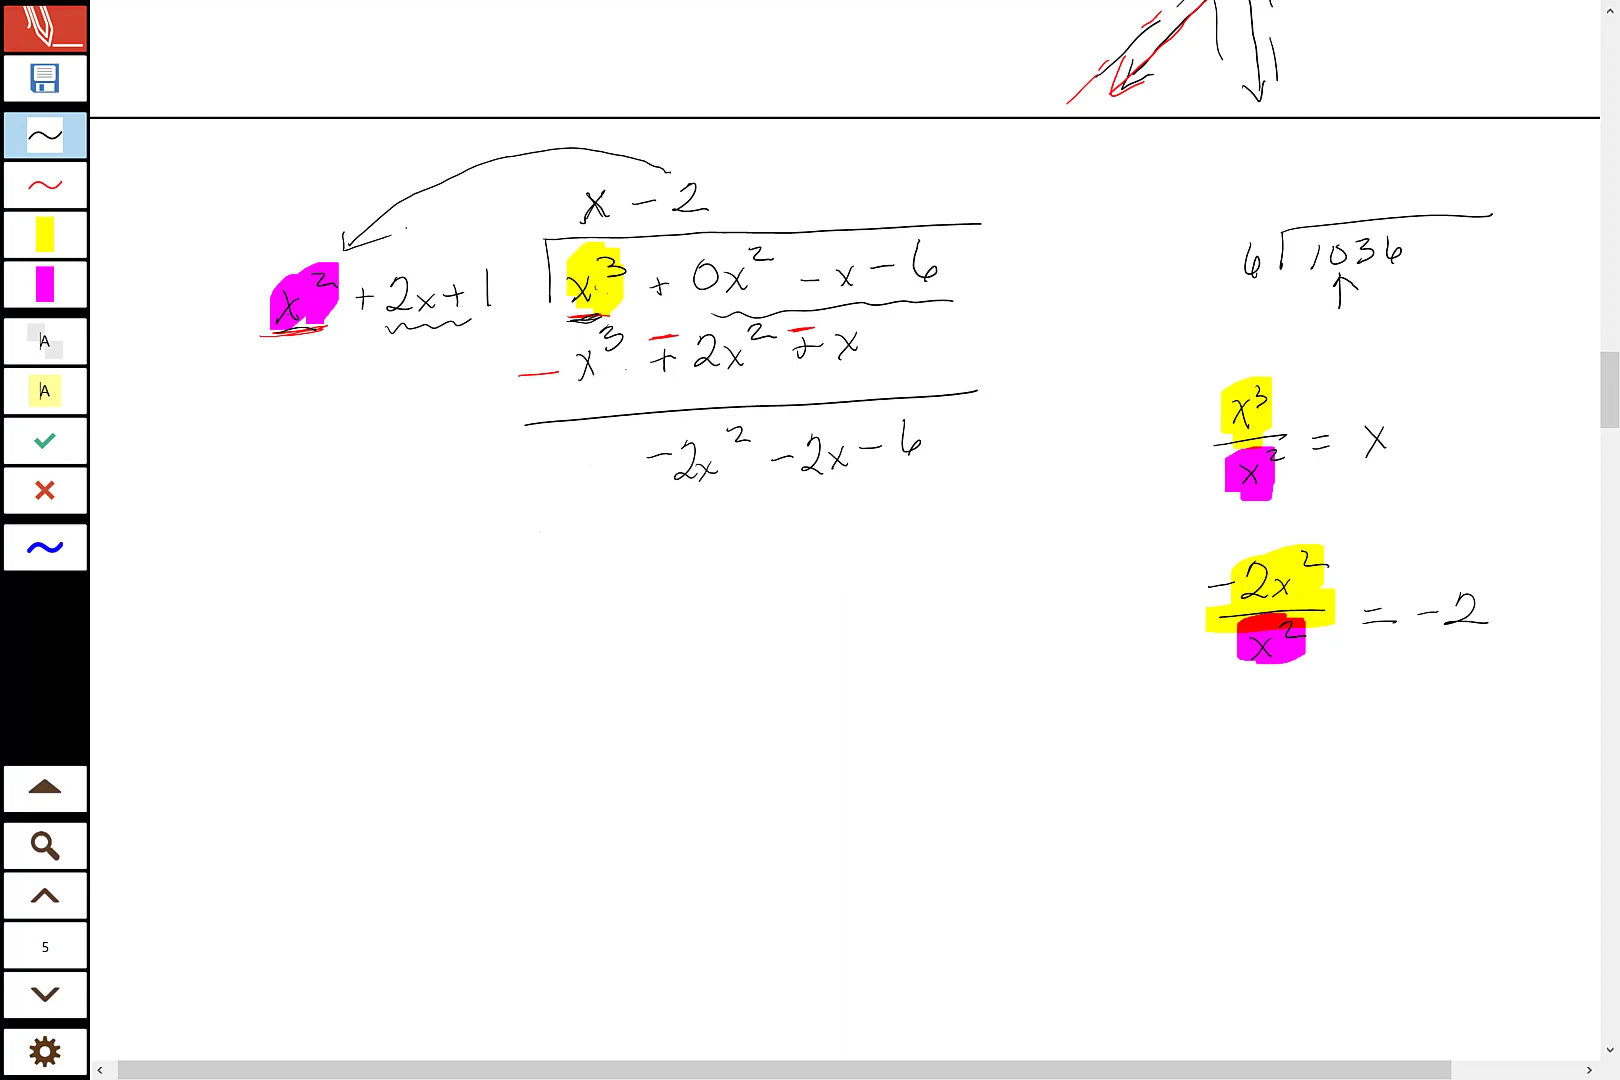 x - 2
x² + 2x + 1 x³ + 0x² - x - 6
- x³ + 2x² + x
-2x² - 2x - 6
6 1036
x³
x² = x
-2x²
x² = -2
A
A
5